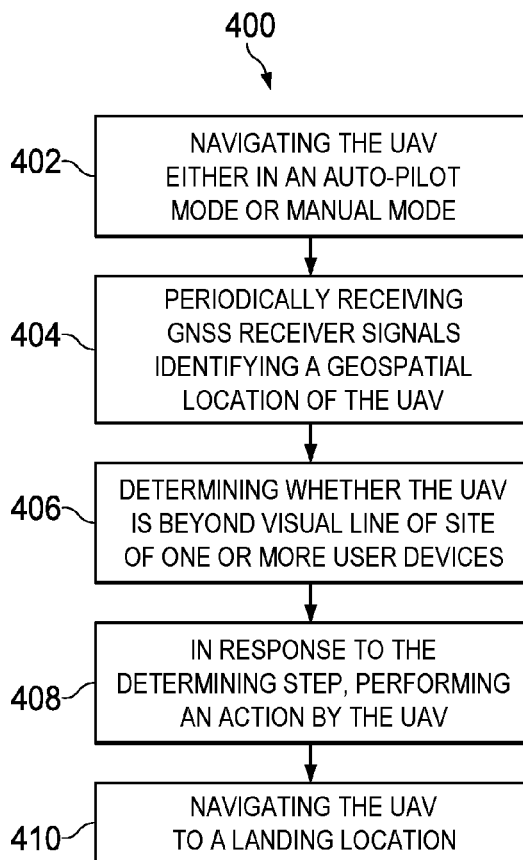 400
402
NAVIGATING THE UAV
EITHER IN AN AUTO-PILOT
MODE OR MANUAL MODE
404
PERIODICALLY RECEIVING
GNSS RECEIVER SIGNALS
IDENTIFYING A GEOSPATIAL
LOCATION OF THE UAV
406
DETERMINING WHETHER THE UAV
IS BEYOND VISUAL LINE OF SITE
OF ONE OR MORE USER DEVICES
408
IN RESPONSE TO THE
DETERMINING STEP, PERFORMING
AN ACTION BY THE UAV
410
NAVIGATING THE UAV
TO A LANDING LOCATION